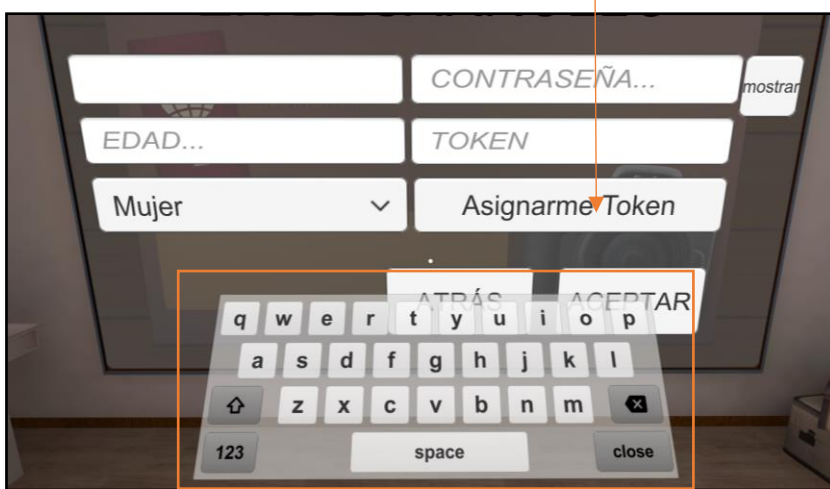 CONTRASEÑA... mostrar
EDAD... TOKEN
Mujer Asignarme Token
.
ATRÁS ACEPTAR
q w e r t y u i o p
a s d f g h j k l
z x c v b n m
123 space close